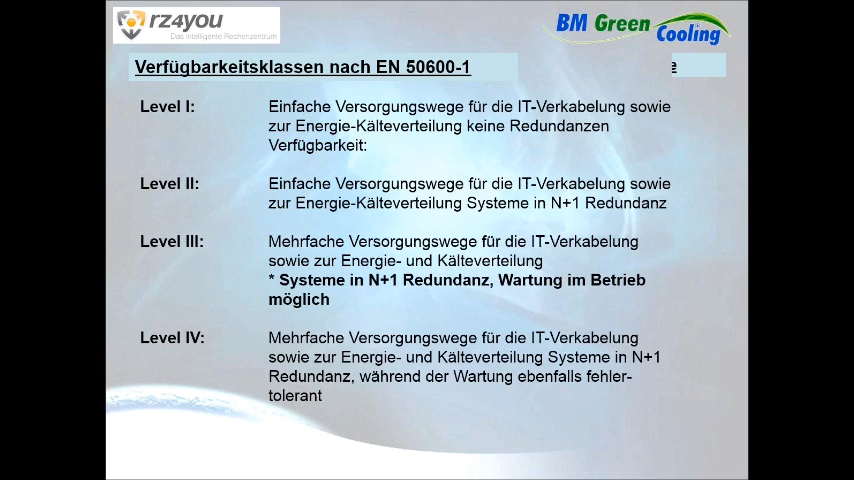 rz4you
Das intelligente Rechenzentrum
BM Green Cooling
Verfügbarkeitsklassen nach EN 50600-1
e
Level I: Einfache Versorgungswege für die IT-Verkabelung sowie
zur Energie-Kälteverteilung keine Redundanzen
Verfügbarkeit:
Level II: Einfache Versorgungswege für die IT-Verkabelung sowie
zur Energie-Kälteverteilung Systeme in N+1 Redundanz
Level III: Mehrfache Versorgungswege für die IT-Verkabelung
sowie zur Energie- und Kälteverteilung
* Systeme in N+1 Redundanz, Wartung im Betrieb
möglich
Level IV: Mehrfache Versorgungswege für die IT-Verkabelung
sowie zur Energie- und Kälteverteilung Systeme in N+1
Redundanz, während der Wartung ebenfalls fehler-
tolerant